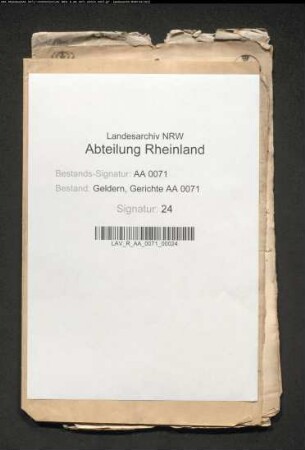 Landesarchiv NRW
Abteilung Rheinland
Bestands-Signatur: AA 0071
Bestand: Geldern, Gerichte AA 0071
Signatur: 24
LAV_R_AA_0071_00024